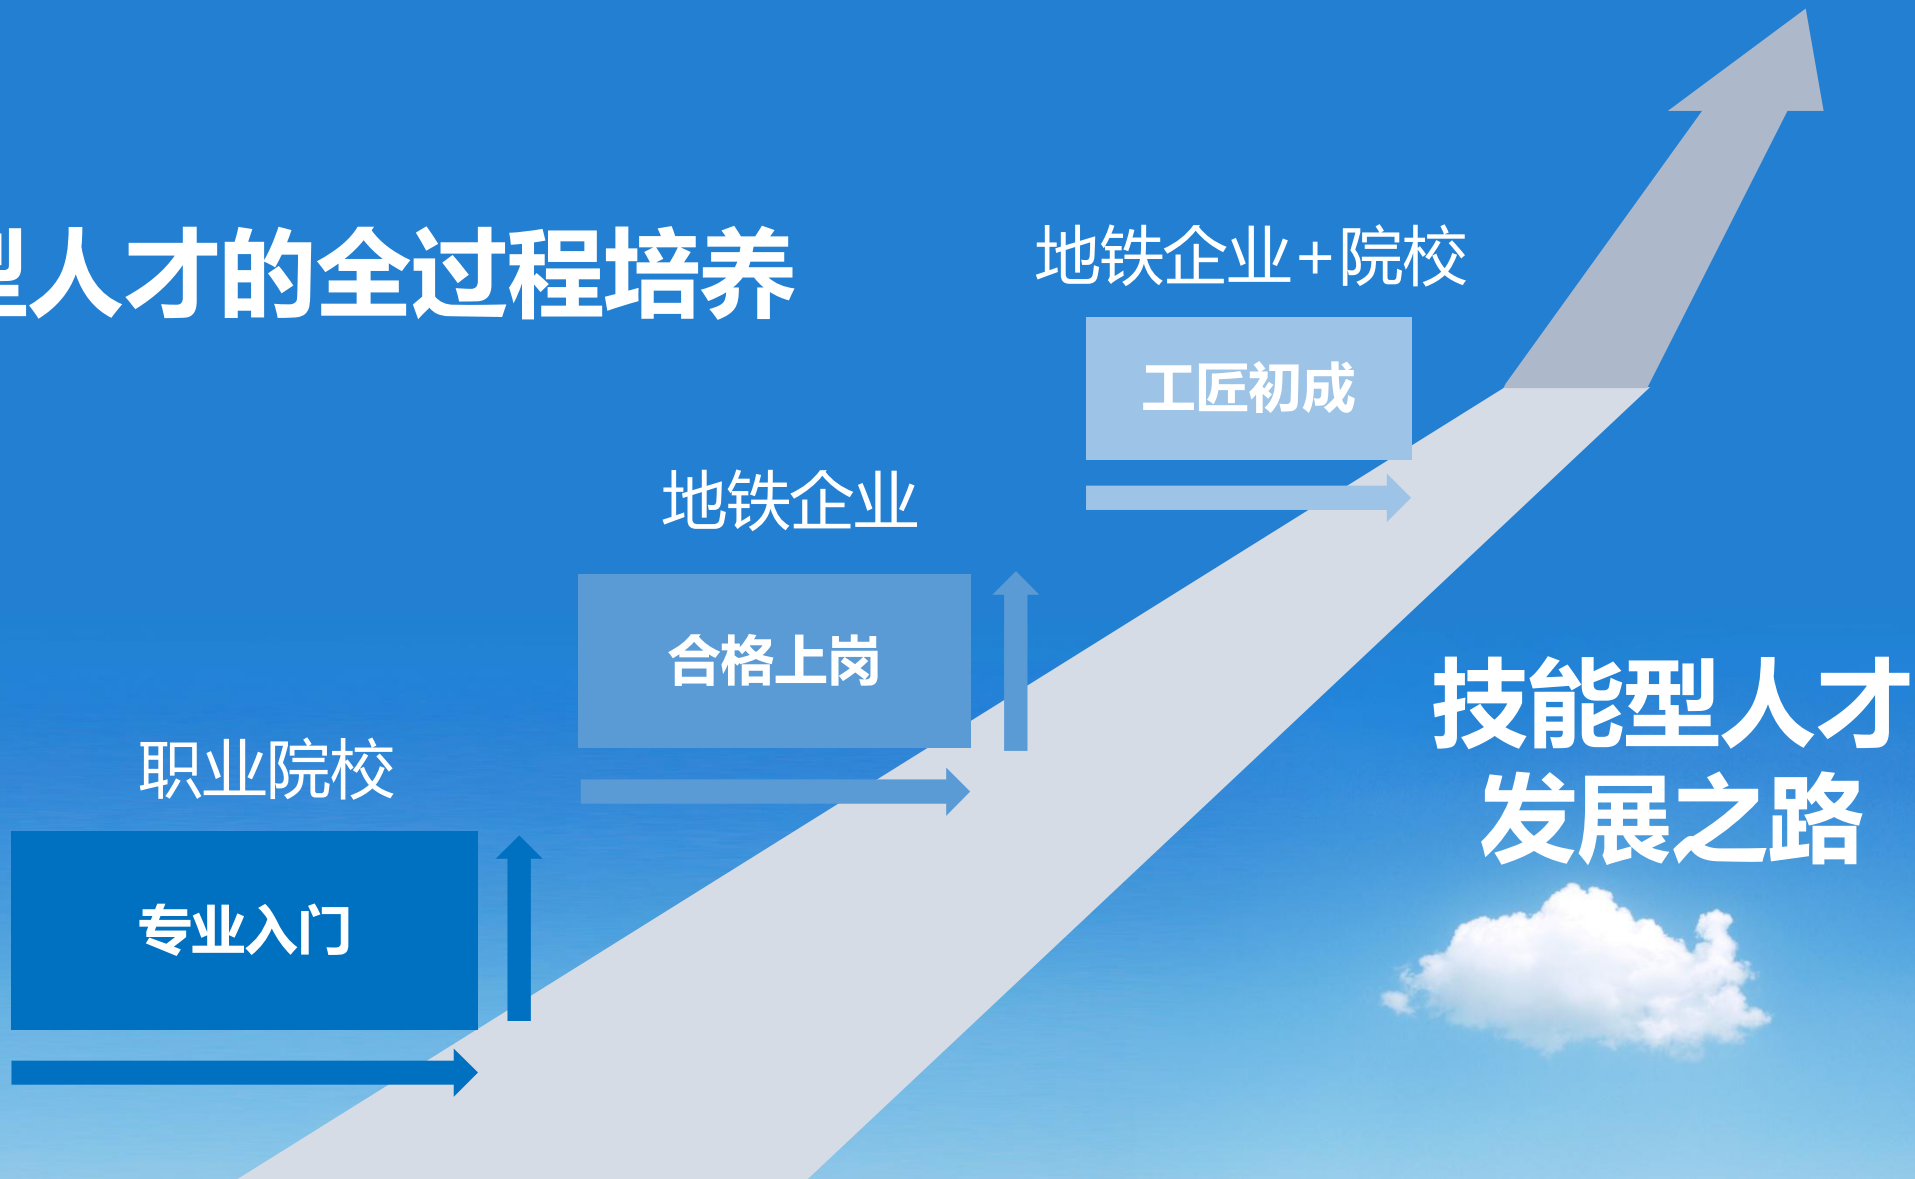 型人才的全过程培养
地铁企业+院校
工匠初成
地铁企业
合格上岗
技能型人才
发展之路
职业院校
专业入门